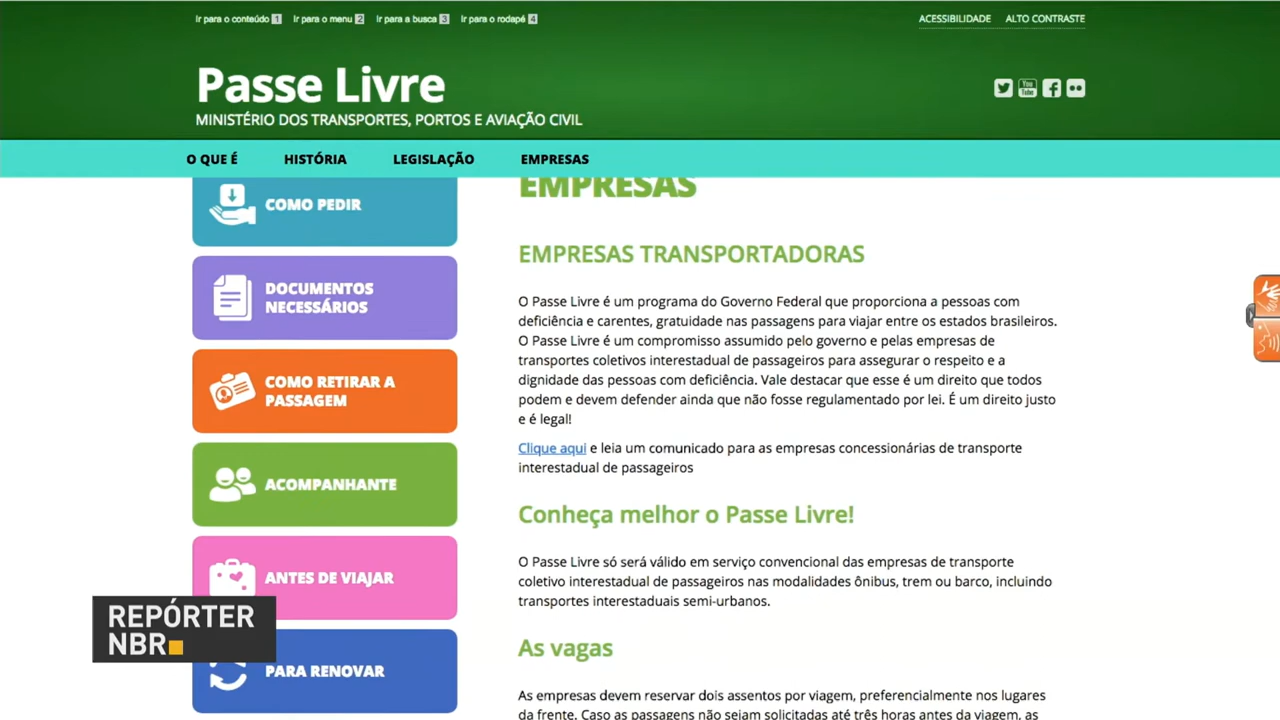 Ir para o conteúdo 1 Ir para o menu 2 Ir para a busca 3 Ir para o rodapé 4
ACESSIBILIDADE ALTO CONTRASTE
Passe Livre
MINISTÉRIO DOS TRANSPORTES, PORTOS E AVIAÇÃO CIVIL
You Tube
O QUE É HISTÓRIA LEGISLAÇÃO EMPRESAS
COMO PEDIR
DOCUMENTOS
NECESSÁRIOS
COMO RETIRAR A
PASSAGEM
ACOMPANHANTE
ANTES DE VIAJAR
PARA RENOVAR
REPÓRTER
NBR
EMPRESAS
EMPRESAS TRANSPORTADORAS
O Passe Livre é um programa do Governo Federal que proporciona a pessoas com
deficiência e carentes, gratuidade nas passagens para viajar entre os estados brasileiros.
O Passe Livre é um compromisso assumido pelo governo e pelas empresas de
transportes coletivos interestadual de passageiros para assegurar o respeito e a
dignidade das pessoas com deficiência. Vale destacar que esse é um direito que todos
podem e devem defender ainda que não fosse regulamentado por lei. É um direito justo
e é legal!
Clique aqui e leia um comunicado para as empresas concessionárias de transporte
interestadual de passageiros
Conheça melhor o Passe Livre!
O Passe Livre só será válido em serviço convencional das empresas de transporte
coletivo interestadual de passageiros nas modalidades ônibus, trem ou barco, incluindo
transportes interestaduais semi-urbanos.
As vagas
As empresas devem reservar dois assentos por viagem, preferencialmente nos lugares
da frente. Caso as passagens não sejam solicitadas até três horas antes da viagem, as